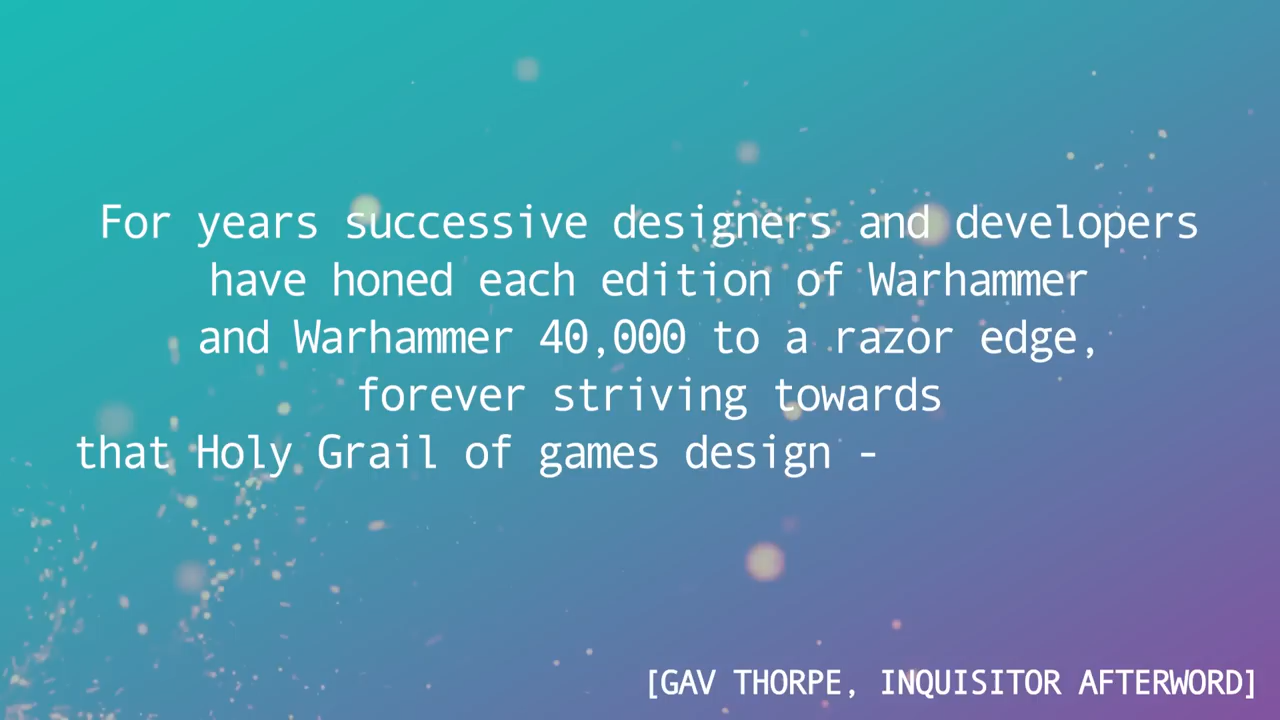 For years successive designers and developers
have honed each edition of Warhammer
and Warhammer 40,000 to a razor edge,
forever striving towards
that Holy Grail of games design -
[GAV THORPE, INQUISITOR AFTERWORD]